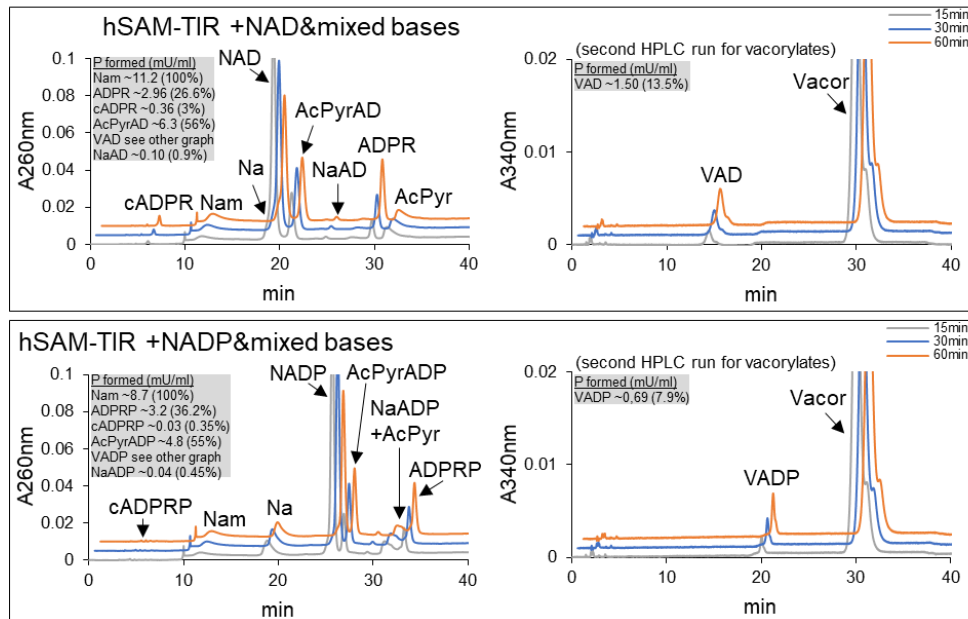 hSAM-TIR +NAD&mixed bases
P formed (mU/ml)
Nam ~11.2 (100%)
ADPR ~2.96 (26.6%)
cADPR ~0.36 (3%)
AcPyrAD ~6.3 (56%)
VAD see other graph
NaAD ~0.10 (0.9%)
NAD
AcPyrAD
Na
NaAD
ADPR
cADPR
Nam
AcPyr
A260nm
0.1
0.08
0.06
0.04
0.02
0
0
10
20
30
40
min
15min
30min
60min
(second HPLC run for vacorylates)
P formed (mU/ml)
VAD ~1.50 (13.5%)
Vacor
VAD
A340nm
0.02
0.01
0
0
10
20
30
40
min
hSAM-TIR +NADP&mixed bases
P formed (mU/ml)
Nam ~8.7 (100%)
ADPRP ~3.2 (36.2%)
cADPRP ~0.03 (0.35%)
AcPyrADP ~4.8 (55%)
VADP see other graph
NaADP ~0.04 (0.45%)
NADP
AcPyrADP
NaADP
+AcPyr
ADPRP
cADPRP
Nam
Na
A260nm
0.1
0.08
0.06
0.04
0.02
0
0
10
20
30
40
min
15min
30min
60min
(second HPLC run for vacorylates)
P formed (mU/ml)
VADP ~0,69 (7.9%)
Vacor
VADP
A340nm
0.02
0.01
0
0
10
20
30
40
min